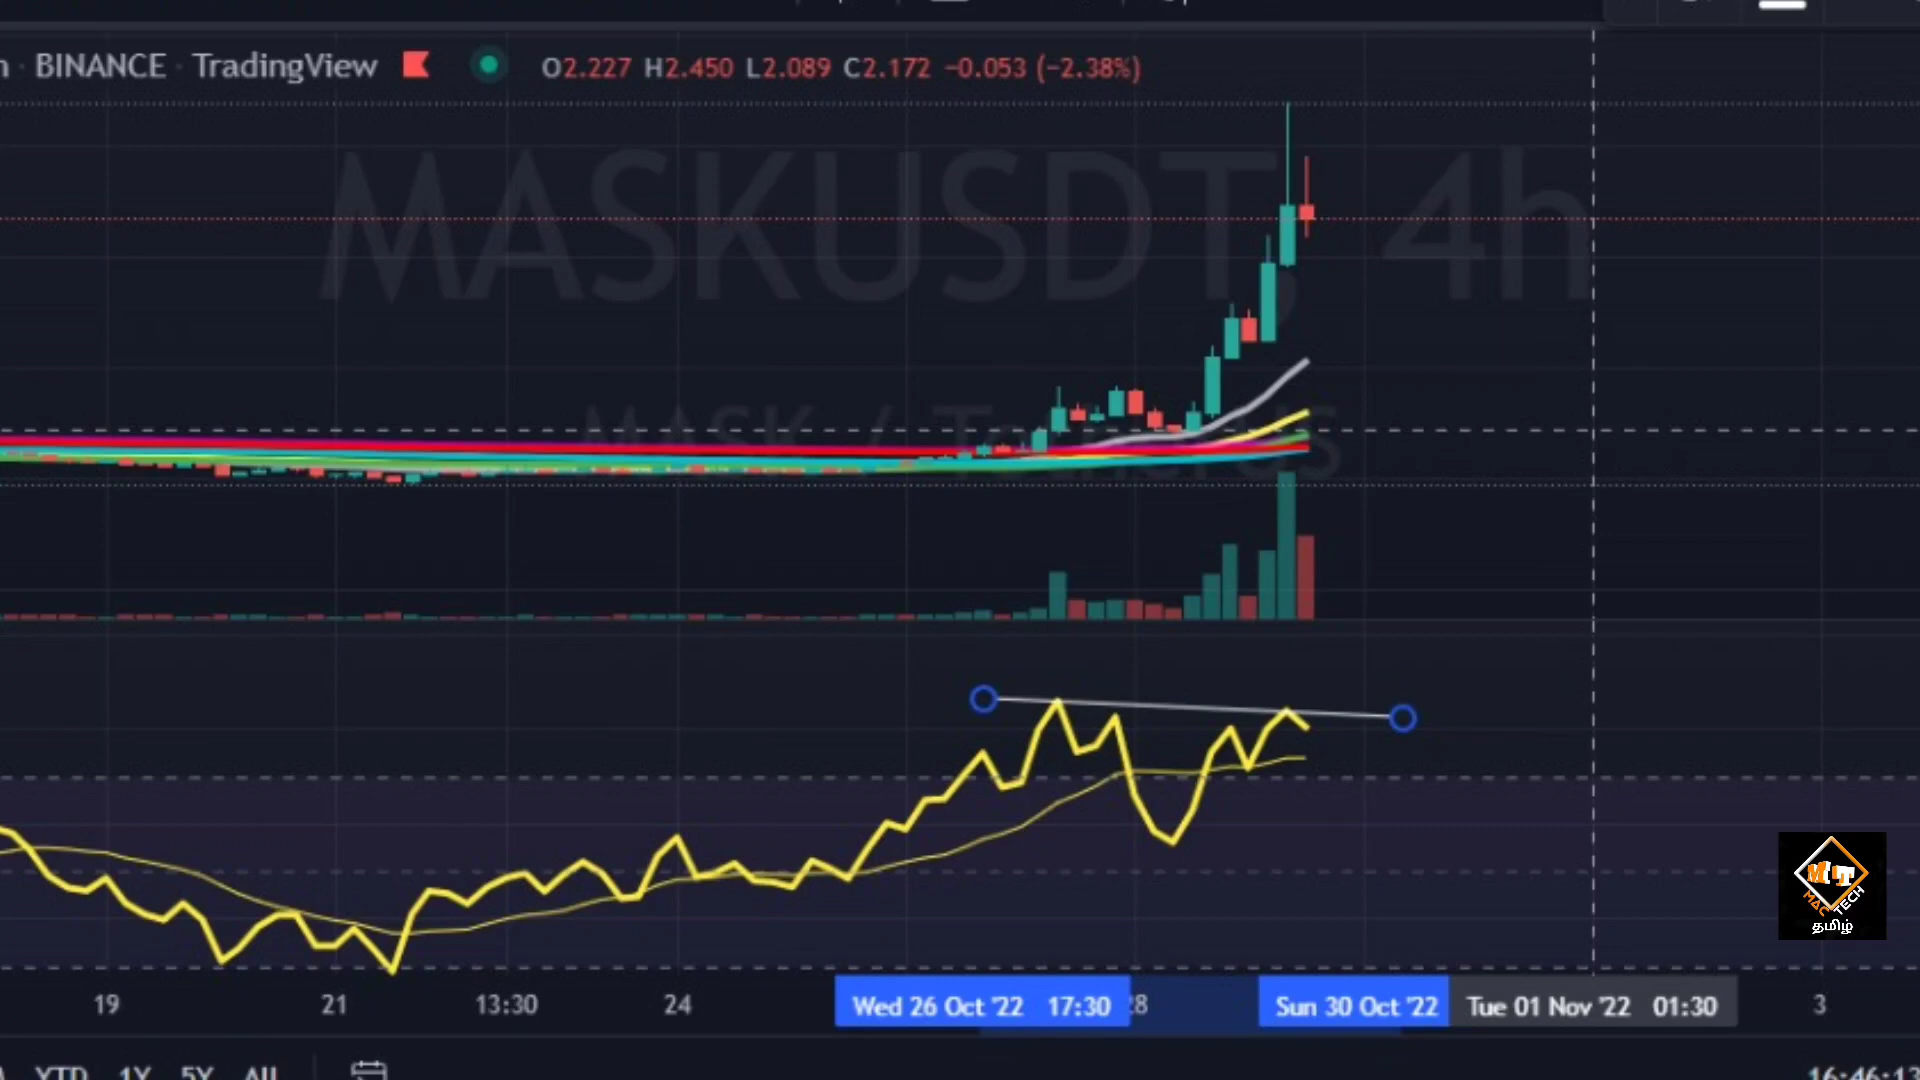 BINANCE · TradingView O2.227 H2.450 L2.089 C2.172 −0.053 (−2.38%)
MASKUSDT, 4h
MASK /
19 21 13:30 24 Wed 26 Oct '22 17:30 28 Sun 30 Oct '22 Tue 01 Nov '22 01:30 3
YTD 1Y 5Y All 16:46:13
MT
MAC TECH
தமிழ்